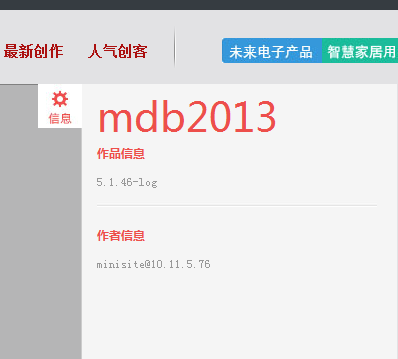 最新创作 人气创客 未来电子产品 智慧家居用
信息
mdb2013
作品信息
5.1.46-log
作者信息
minisite@10.11.5.76